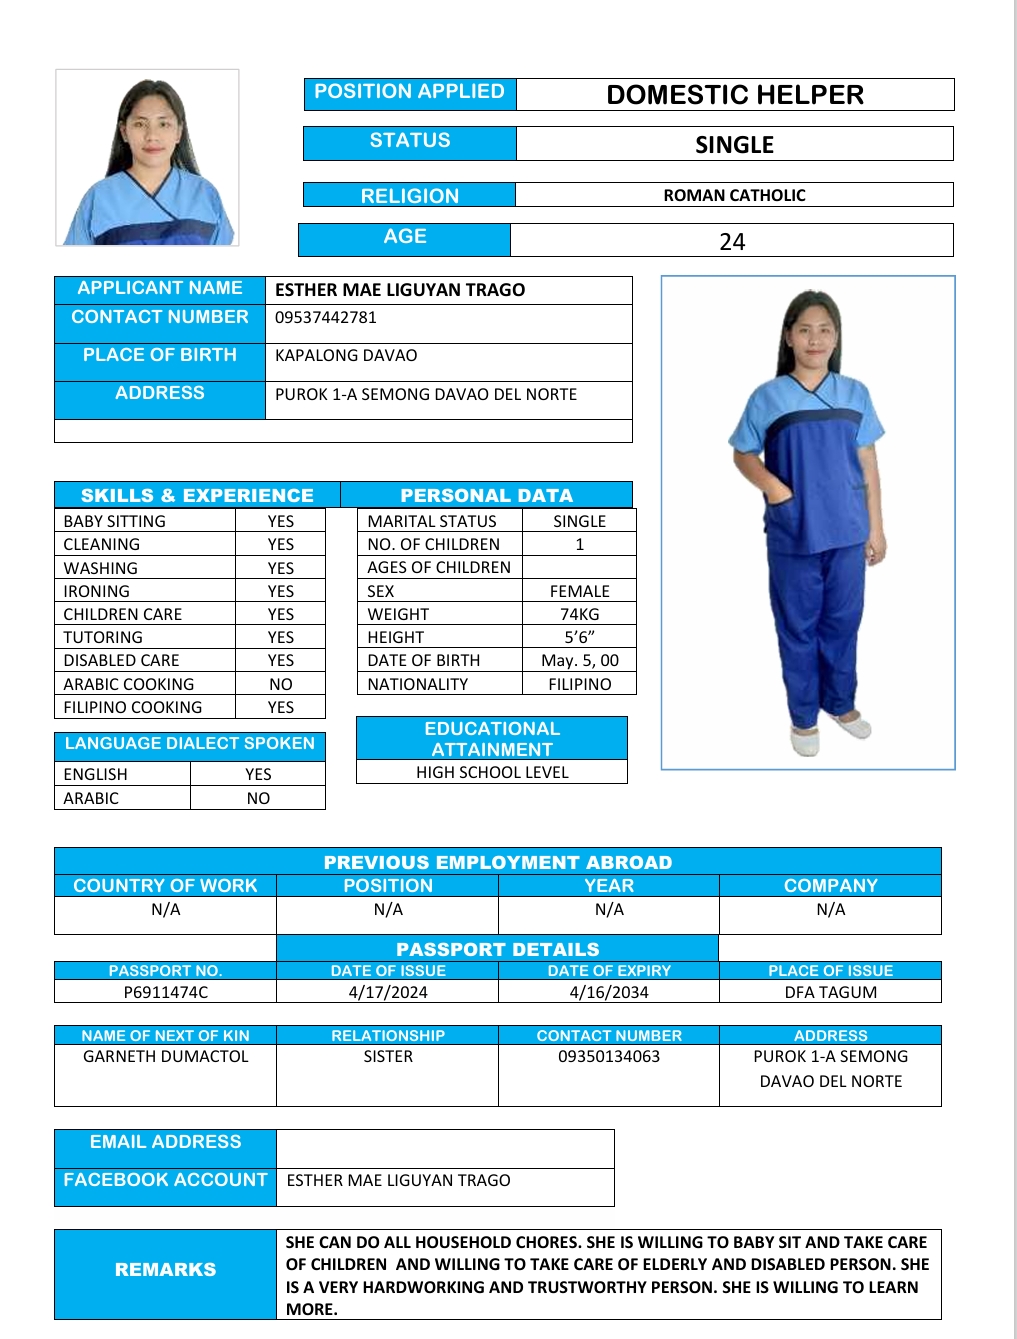 POSITION APPLIED DOMESTIC HELPER
STATUS SINGLE
RELIGION ROMAN CATHOLIC
AGE 24
APPLICANT NAME ESTHER MAE LIGUYAN TRAGO
CONTACT NUMBER 09537442781
PLACE OF BIRTH KAPALONG DAVAO
ADDRESS PUROK 1-A SEMONG DAVAO DEL NORTE
SKILLS & EXPERIENCE
BABY SITTING YES
CLEANING YES
WASHING YES
IRONING YES
CHILDREN CARE YES
TUTORING YES
DISABLED CARE YES
ARABIC COOKING NO
FILIPINO COOKING YES
LANGUAGE DIALECT SPOKEN
ENGLISH YES
ARABIC NO
PERSONAL DATA
MARITAL STATUS SINGLE
NO. OF CHILDREN 1
AGES OF CHILDREN
SEX FEMALE
WEIGHT 74KG
HEIGHT 5’6”
DATE OF BIRTH May. 5, 00
NATIONALITY FILIPINO
EDUCATIONAL
ATTAINMENT
HIGH SCHOOL LEVEL
PREVIOUS EMPLOYMENT ABROAD
COUNTRY OF WORK POSITION YEAR COMPANY
N/A N/A N/A N/A
PASSPORT DETAILS
PASSPORT NO. DATE OF ISSUE DATE OF EXPIRY PLACE OF ISSUE
P6911474C 4/17/2024 4/16/2034 DFA TAGUM
NAME OF NEXT OF KIN RELATIONSHIP CONTACT NUMBER ADDRESS
GARNETH DUMACTOL SISTER 09350134063 PUROK 1-A SEMONG
DAVAO DEL NORTE
EMAIL ADDRESS
FACEBOOK ACCOUNT ESTHER MAE LIGUYAN TRAGO
REMARKS
SHE CAN DO ALL HOUSEHOLD CHORES. SHE IS WILLING TO BABY SIT AND TAKE CARE
OF CHILDREN AND WILLING TO TAKE CARE OF ELDERLY AND DISABLED PERSON. SHE
IS A VERY HARDWORKING AND TRUSTWORTHY PERSON. SHE IS WILLING TO LEARN
MORE.